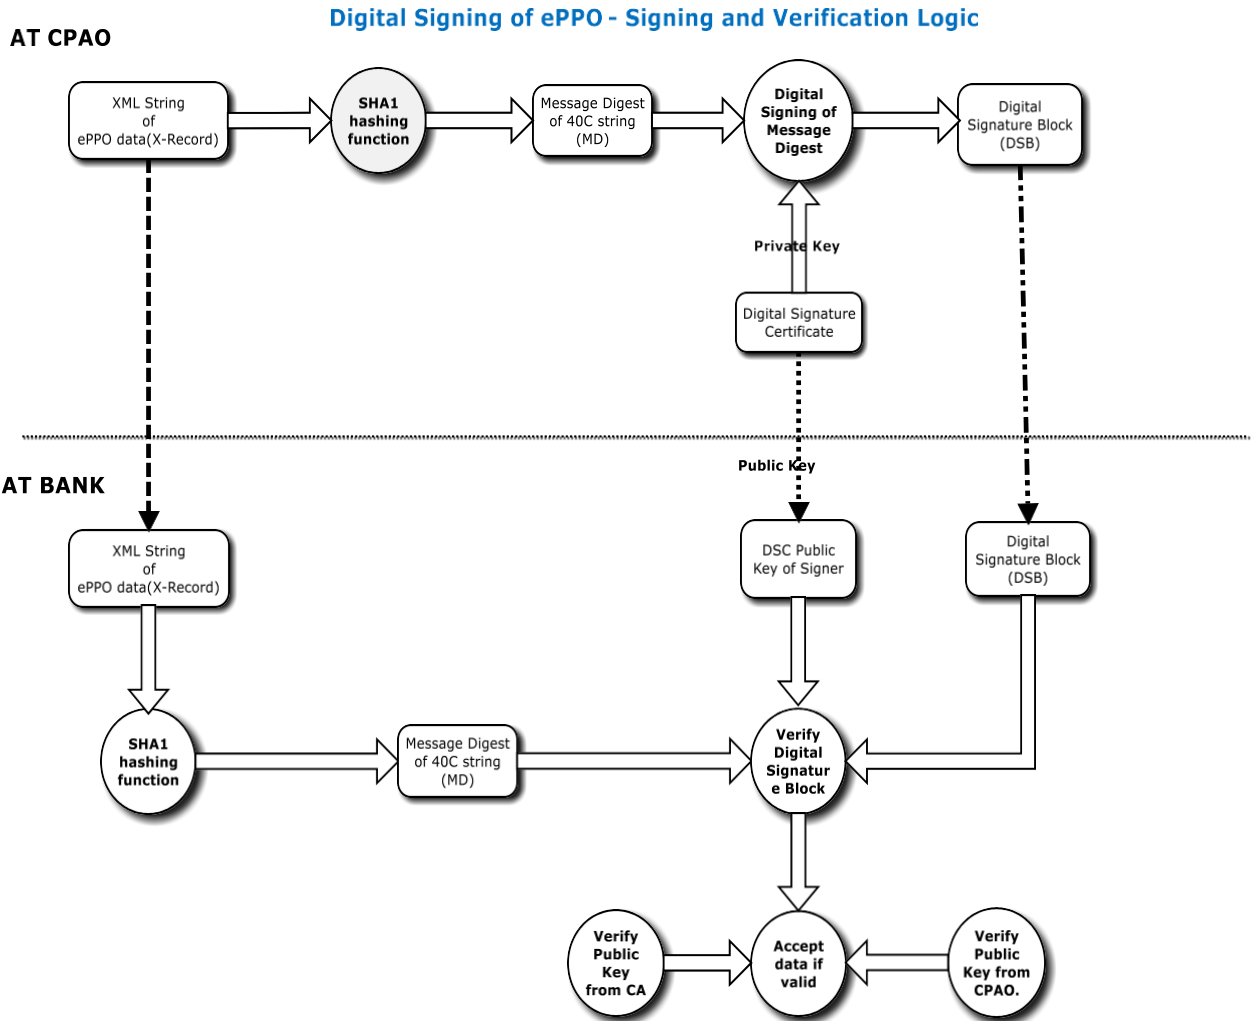 Digital Signing of ePPO - Signing and Verification Logic
AT CPAO
XML String
of
ePPO data(X-Record)
SHA1
hashing
function
Message Digest
of 40C string
(MD)
Digital
Signing of
Message
Digest
Digital
Signature Block
(DSB)
Private Key
Digital Signature
Certificate
Public Key
AT BANK
XML String
of
ePPO data(X-Record)
DSC Public
Key of Signer
Digital
Signature Block
(DSB)
SHA1
hashing
function
Message Digest
of 40C string
(MD)
Verify
Digital
Signatur
e Block
Verify
Public
Key
from CA
Accept
data if
valid
Verify
Public
Key from
CPAO.